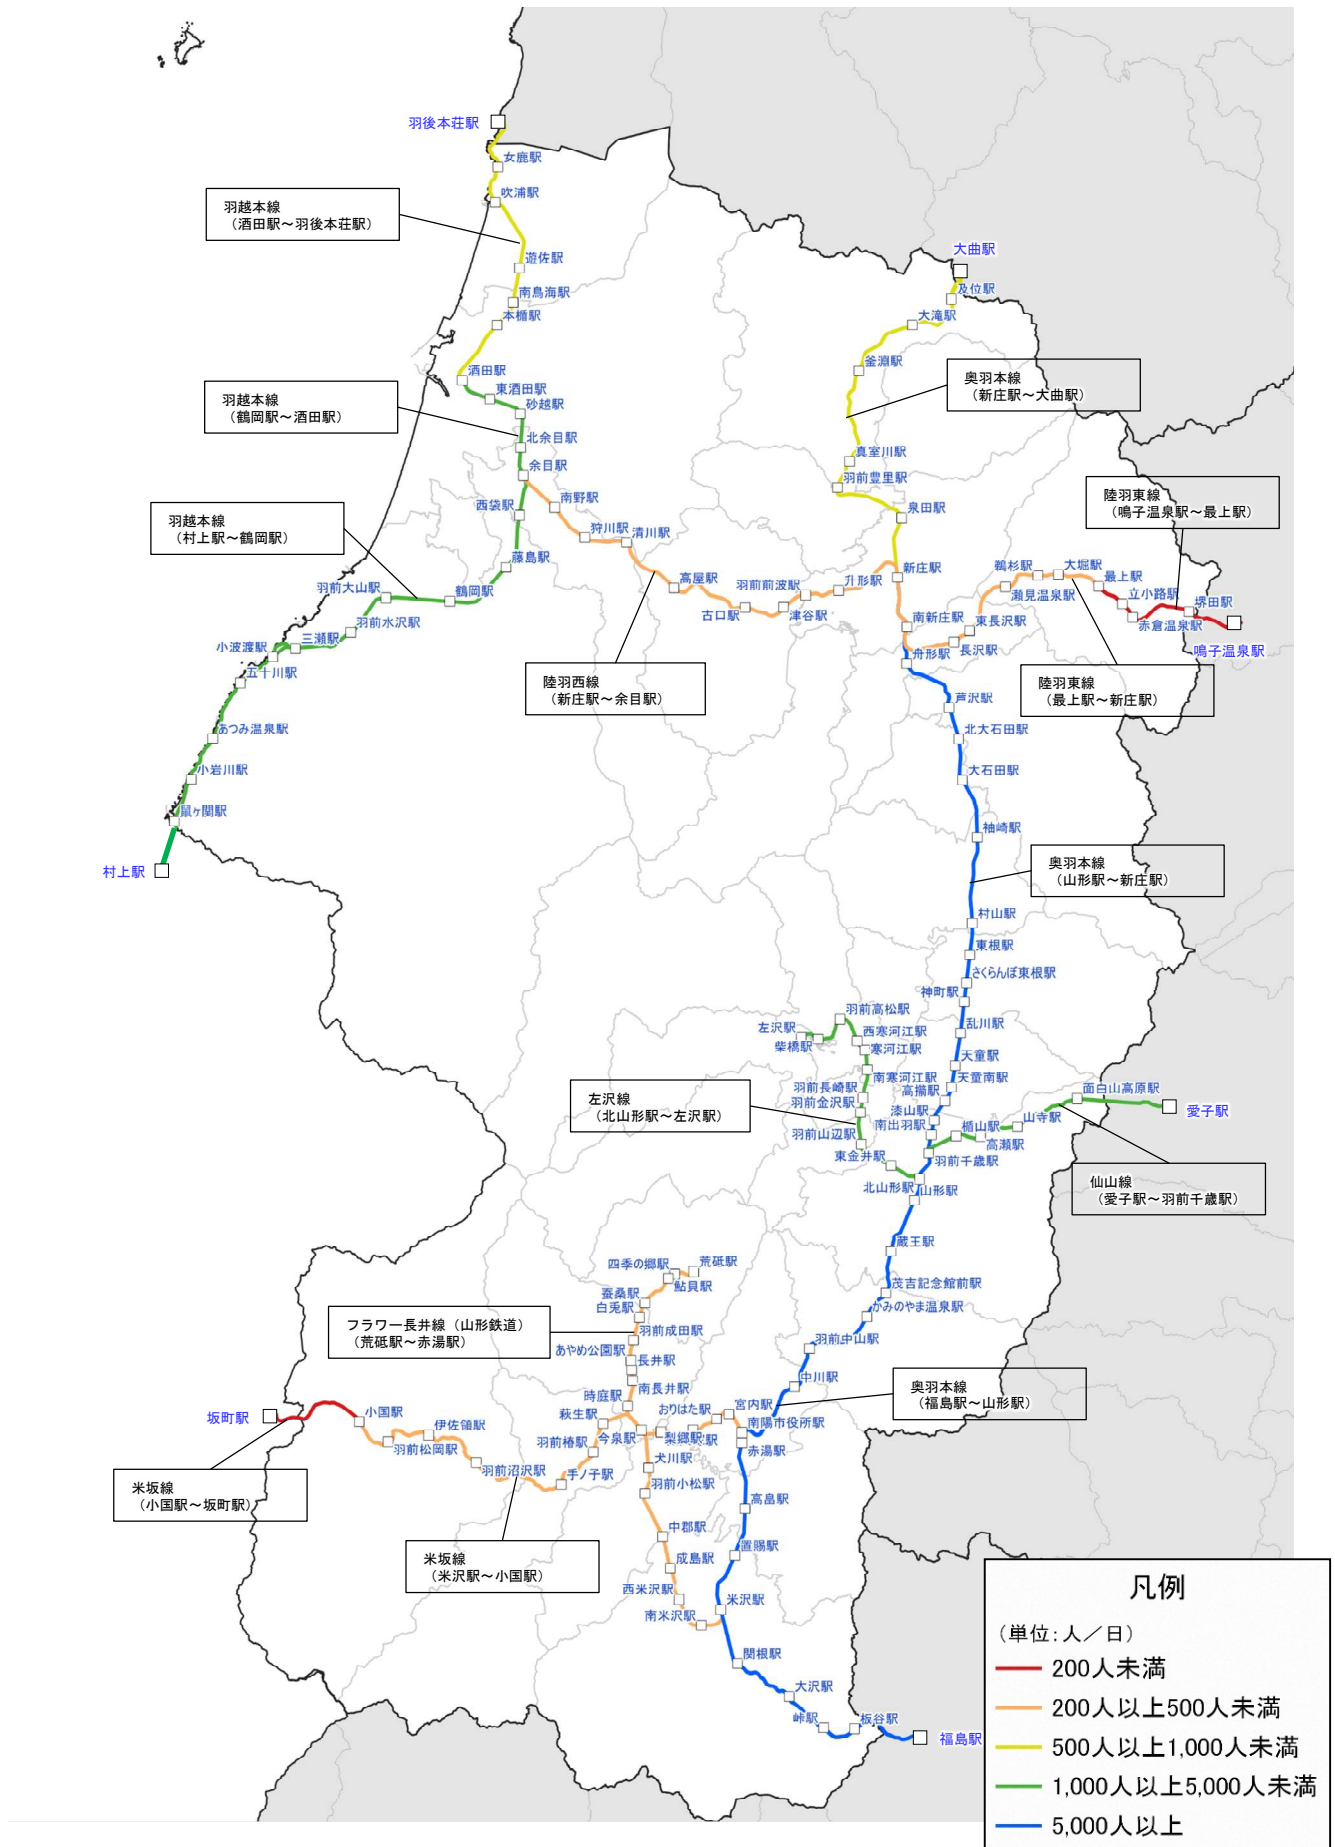 羽後本荘駅
女鹿駅
吹浦駅
羽越本線
（酒田駅～羽後本荘駅）
遊佐駅
南鳥海駅
本楯駅
大曲駅
及位駅
大滝駅
釜淵駅
奥羽本線
（新庄駅～大曲駅）
酒田駅
東酒田駅
砂越駅
羽越本線
（鶴岡駅～酒田駅）
北余目駅
余目駅
真室川駅
羽前豊里駅
泉田駅
陸羽東線
（鳴子温泉駅～最上駅）
西袋駅
南野駅
狩川駅
清川駅
羽越本線
（村上駅～鶴岡駅）
藤島駅
高屋駅
羽前前波駅
升形駅
新庄駅
鵜杉駅
大堀駅
最上駅
瀬見温泉駅
立小路駅
堺田駅
羽前大山駅
鶴岡駅
古口駅
津谷駅
南新庄駅
東長沢駅
赤倉温泉駅
羽前水沢駅
三瀬駅
小波渡駅
舟形駅
長沢駅
鳴子温泉駅
五十川駅
陸羽西線
（新庄駅～余目駅）
陸羽東線
（最上駅～新庄駅）
芦沢駅
あつみ温泉駅
北大石田駅
小岩川駅
大石田駅
鼠ヶ関駅
袖崎駅
村上駅
奥羽本線
（山形駅～新庄駅）
村山駅
東根駅
さくらんぼ東根駅
神町駅
羽前高松駅
左沢駅
柴橋駅
西寒河江駅
寒河江駅
乱川駅
天童駅
南寒河江駅
天童南駅
羽前長崎駅
高擶駅
羽前金沢駅
面白山高原駅
愛子駅
左沢線
（北山形駅～左沢駅）
漆山駅
南出羽駅
楯山駅
山寺駅
羽前山辺駅
高瀬駅
東金井駅
羽前千歳駅
北山形駅
山形駅
仙山線
（愛子駅～羽前千歳駅）
蔵王駅
四季の郷駅
荒砥駅
鮎貝駅
蚕桑駅
白兎駅
茂吉記念館前駅
かみのやま温泉駅
フラワー長井線（山形鉄道）
（荒砥駅～赤湯駅）
羽前成田駅
羽前中山駅
あやめ公園駅
長井駅
南長井駅
中川駅
奥羽本線
（福島駅～山形駅）
時庭駅
おりはた駅
宮内駅
坂町駅
小国駅
萩生駅
南陽市役所駅
伊佐領駅
今泉駅
梨郷駅
赤湯駅
羽前松岡駅
羽前椿駅
犬川駅
羽前沼沢駅
手ノ子駅
羽前小松駅
米坂線
（小国駅～坂町駅）
高畠駅
中郡駅
置賜駅
米坂線
（米沢駅～小国駅）
成島駅
西米沢駅
米沢駅
南米沢駅
関根駅
大沢駅
峠駅
板谷駅
福島駅
凡例
（単位：人／日）
200人未満
200人以上500人未満
500人以上1,000人未満
1,000人以上5,000人未満
5,000人以上